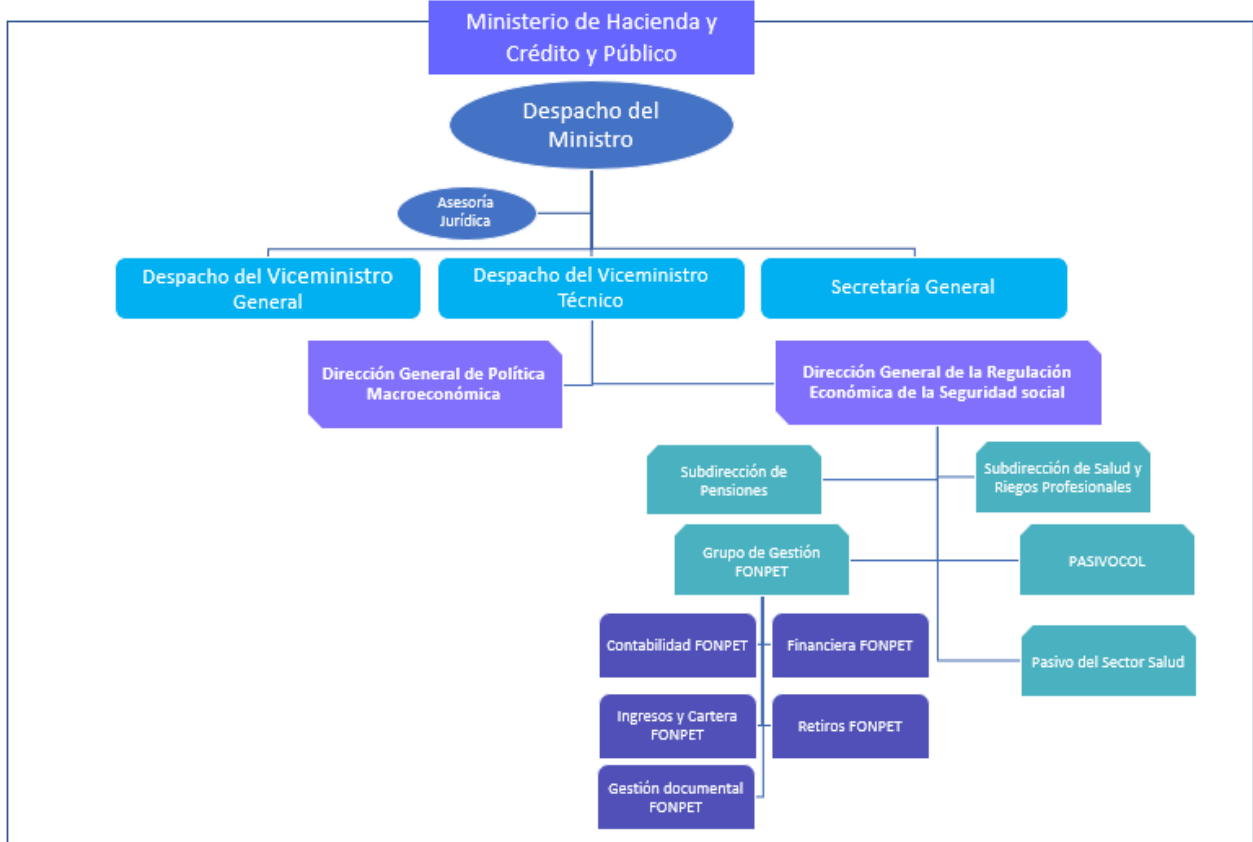 Ministerio de Hacienda y
Crédito y Público
Despacho del
Ministro
Asesoría
Jurídica
Despacho del Viceministro
General
Despacho del Viceministro
Técnico
Secretaría General
Dirección General de Política
Macroeconómica
Dirección General de la Regulación
Económica de la Seguridad social
Subdirección de
Pensiones
Subdirección de Salud y
Riegos Profesionales
Grupo de Gestión
FONPET
PASIVOCOL
Contabilidad FONPET
Financiera FONPET
Pasivo del Sector Salud
Ingresos y Cartera
FONPET
Retiros FONPET
Gestión documental
FONPET